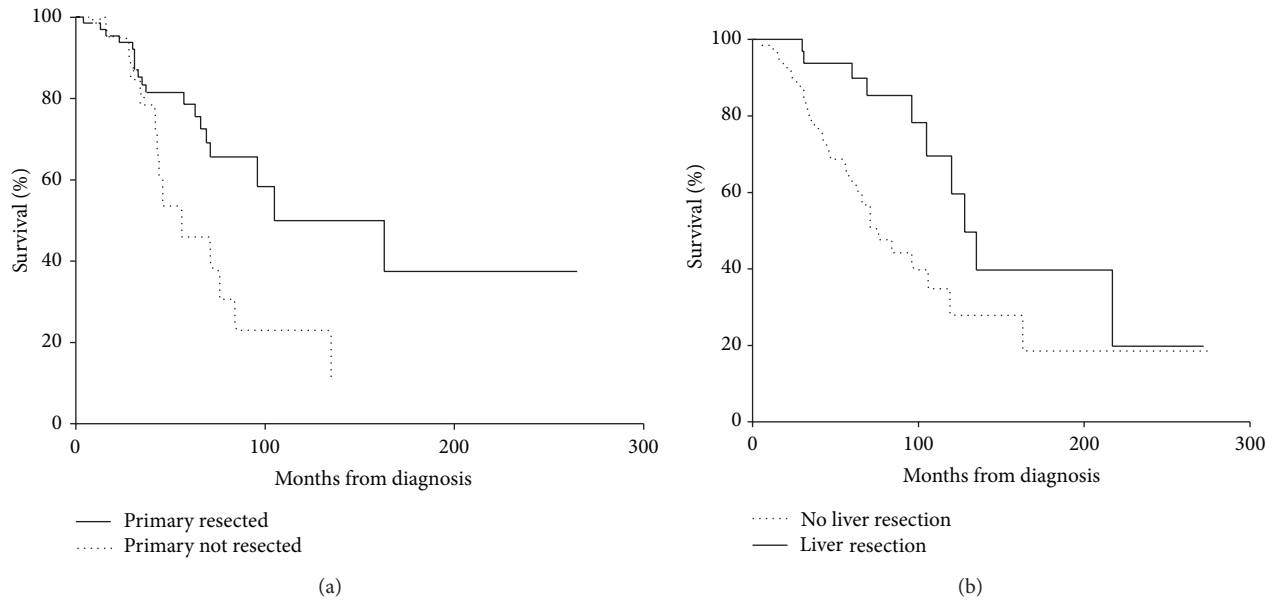 100
80
60
40
20
0
Survival (%)
0 100 200 300
Months from diagnosis
Primary resected
Primary not resected
(a)
100
80
60
40
20
0
Survival (%)
0 100 200 300
Months from diagnosis
No liver resection
Liver resection
(b)